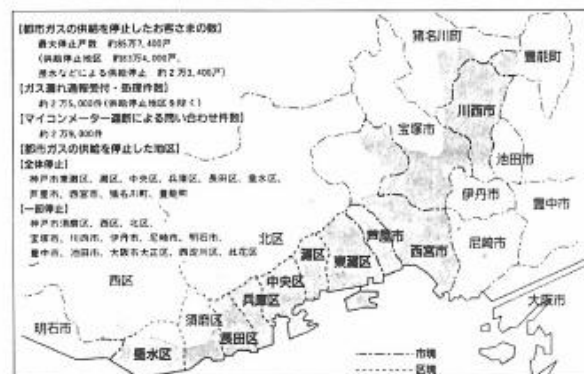 【都市ガスの供給を停止したお客さまの数】
最大停止戸数 約85万7,400戸
(供給停止地区 約83万4,000戸、
漏水などによる供給停止 約2万3,400戸)
【ガス漏れ通報受付・処理件数】
約2万5,000件(供給停止地区を除く)
【マイコンメーター遮断による問い合わせ件数】
約2万9,000件
【都市ガスの供給を停止した地区】
【全体停止】
神戸市東灘区、灘区、中央区、兵庫区、長田区、垂水区、
芦屋市、西宮市、猪名川町、豊能町
【一部停止】
神戸市須磨区、西区、北区、
宝塚市、川西市、伊丹市、尼崎市、明石市、
豊中市、池田市、大阪市大正区、西淀川区、此花区
猪名川町
豊能町
川西市
宝塚市
池田市
伊丹市
豊中市
北区
芦屋市
西宮市
尼崎市
灘区
東灘区
中央区
西区
兵庫区
大阪市
須磨区
長田区
明石市
垂水区
市境
区境